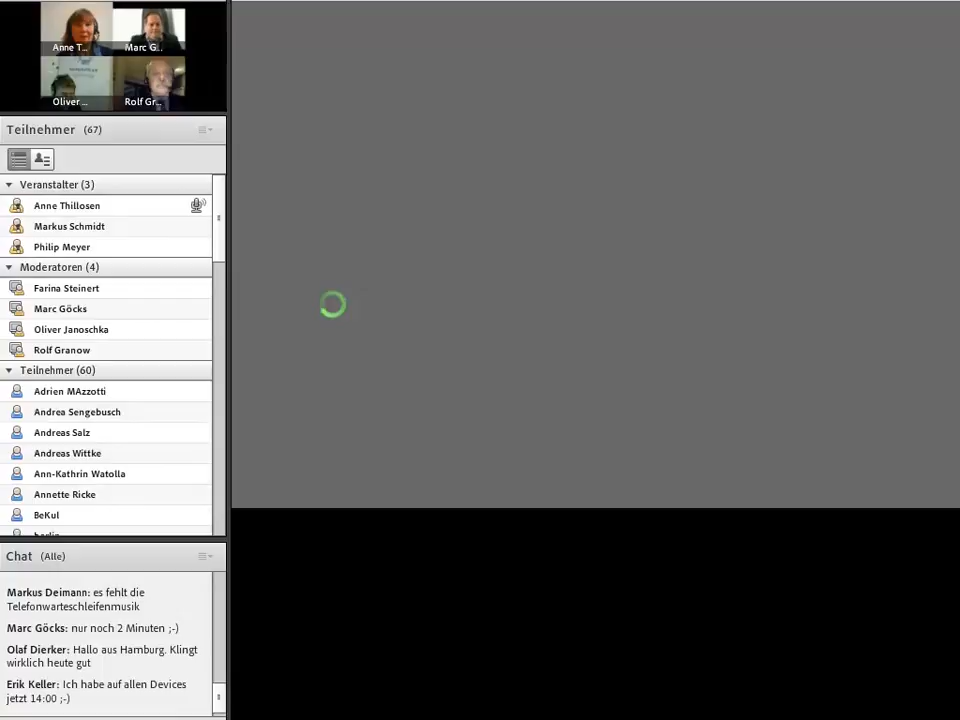 Anne T...
Marc G...
Oliver ...
Rolf Gr...
Teilnehmer (67)
Veranstalter (3)
Anne Thillosen
Markus Schmidt
Philip Meyer
Moderatoren (4)
Farina Steinert
Marc Göcks
Oliver Janoschka
Rolf Granow
Teilnehmer (60)
Adrien MAzzotti
Andrea Sengebusch
Andreas Salz
Andreas Wittke
Ann-Kathrin Watolla
Annette Ricke
BeKul
Chat (Alle)
Markus Deimann: es fehlt die
Telefonwarteschleifenmusik
Marc Göcks: nur noch 2 Minuten ;-)
Olaf Dierker: Hallo aus Hamburg. Klingt
wirklich heute gut
Erik Keller: Ich habe auf allen Devices
jetzt 14:00 ;-)